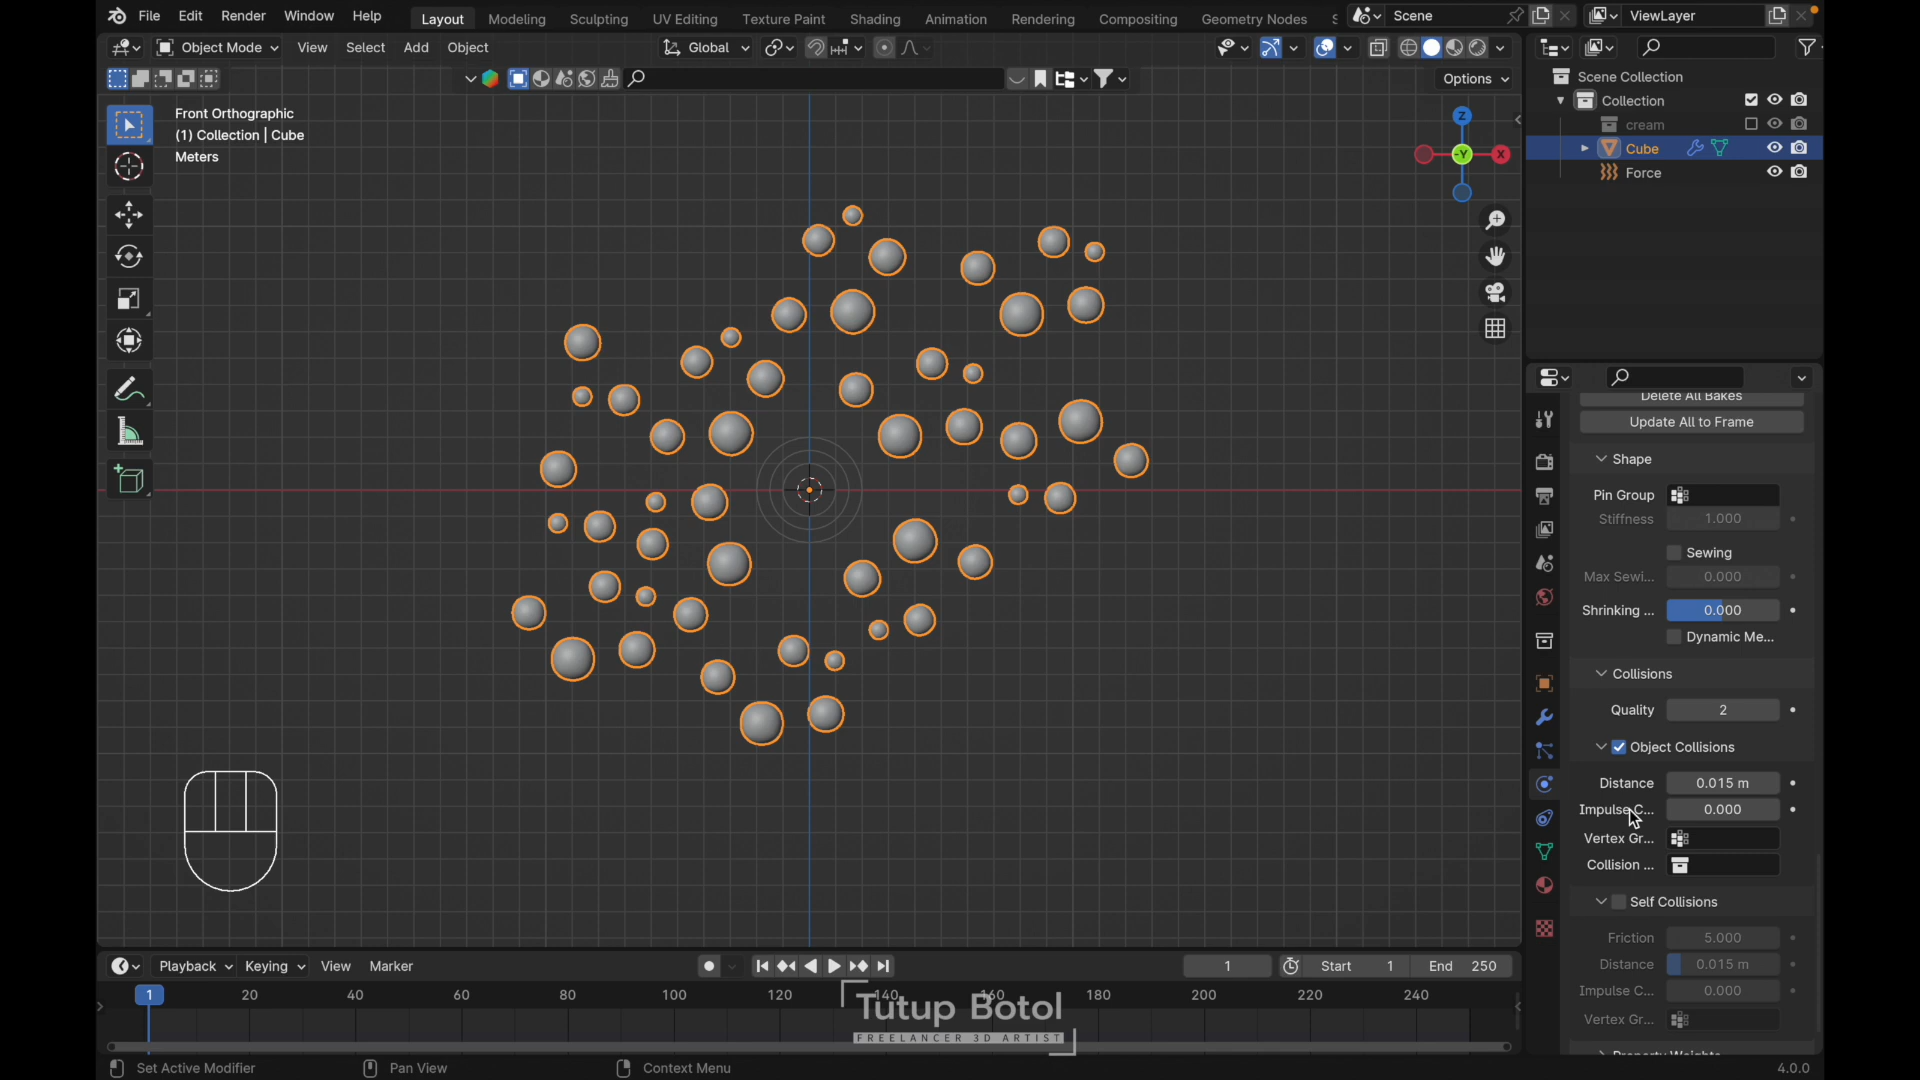 File Edit Render Window Help
Layout Modeling Sculpting UV Editing Texture Paint Shading Animation Rendering Compositing Geometry Nodes
Scene
ViewLayer
Object Mode View Select Add Object
Global
Options
Front Orthographic
(1) Collection | Cube
Meters
Z
-Y
X
Scene Collection
Collection
cream
Cube
Force
Delete All Bakes
Update All to Frame
Shape
Pin Group
Stiffness 1.000
Sewing
Max Sewi... 0.000
Shrinking ... 0.000
Dynamic Me...
Collisions
Quality 2
Object Collisions
Distance 0.015 m
Impulse C... 0.000
Vertex Gr...
Collision ...
Self Collisions
Friction 5.000
Distance 0.015 m
Impulse C... 0.000
Vertex Gr...
Property Weights
Playback Keying View Marker
1 Start 1 End 250
1 20 40 60 80 100 120 140 160 180 200 220 240
Tutup Botol
FREELANCER 3D ARTIST
Set Active Modifier Pan View Context Menu 4.0.0